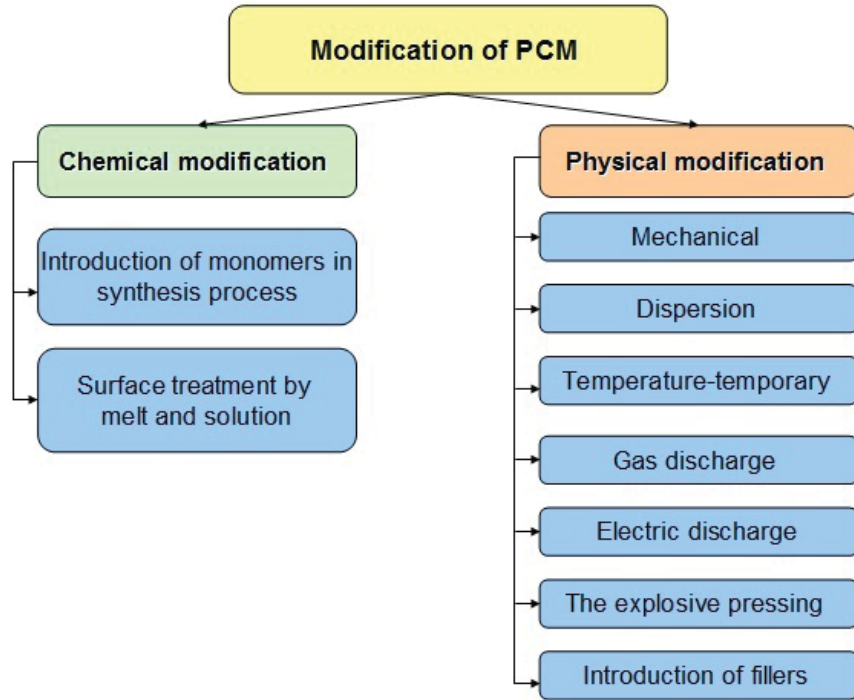 Modification of PCM
Chemical modification
Introduction of monomers in
synthesis process
Surface treatment by
melt and solution
Physical modification
Mechanical
Dispersion
Temperature-temporary
Gas discharge
Electric discharge
The explosive pressing
Introduction of fillers